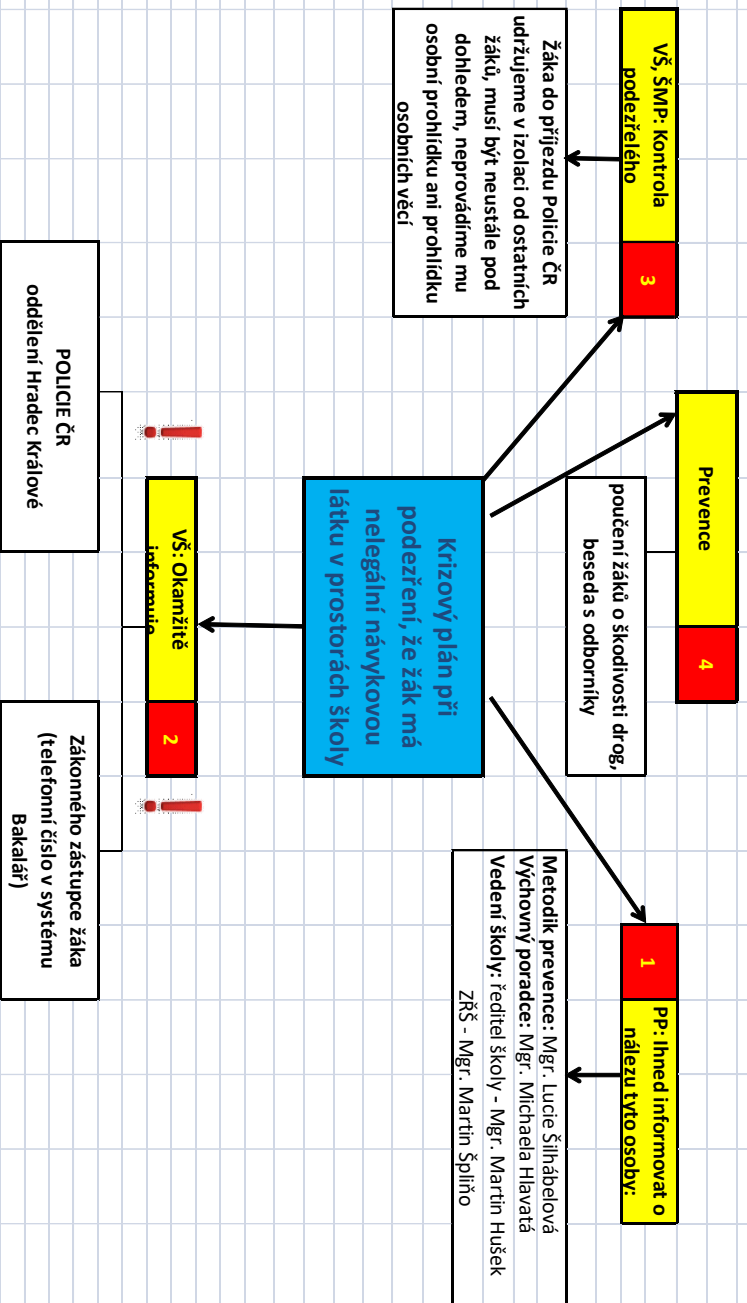 VŠ, ŠMP: Kontrola
podezřelého
3
Žáka do příjezdu Policie ČR
udržujeme v izolaci od ostatních
žáků, musí být neustále pod
dohledem, neprovádíme mu
osobní prohlídku ani prohlídku
osobních věcí
Prevence
4
poučení žáků o škodivosti drog,
beseda s odborníky
1
PP: Ihned informovat o
nálezu tyto osoby:
Metodik prevence: Mgr. Lucie Šilhábelová
Výchovný poradce: Mgr. Michaela Hlavatá
Vedení školy: ředitel školy - Mgr. Martin Hušek
ZŘŠ - Mgr. Martin Špliňo
Krizový plán při
podezření, že žák má
nelegální návykovou
látku v prostorách školy
VŠ: Okamžitě
informuje
2
POLICIE ČR
oddělení Hradec Králové
Zákonného zástupce žáka
(telefonní číslo v systému
Bakalář)